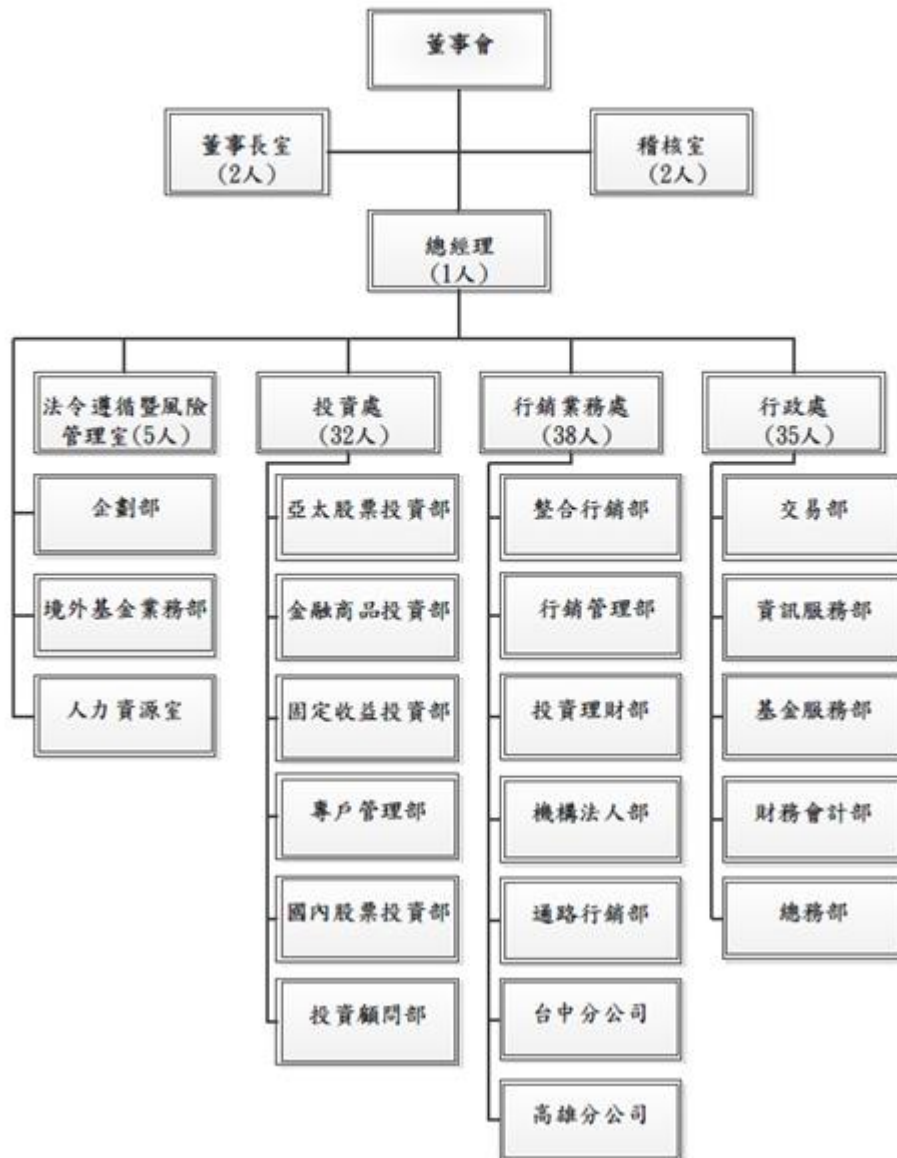 董事會
董事長室
(2人)
稽核室
(2人)
總經理
(1人)
法令遵循暨風險
管理室(5人)
投資處
(32人)
行銷業務處
(38人)
行政處
(35人)
企劃部
亞太股票投資部
整合行銷部
交易部
境外基金業務部
金融商品投資部
行銷管理部
資訊服務部
人力資源室
固定收益投資部
投資理財部
基金服務部
專戶管理部
機構法人部
財務會計部
國內股票投資部
通路行銷部
總務部
投資顧問部
台中分公司
高雄分公司